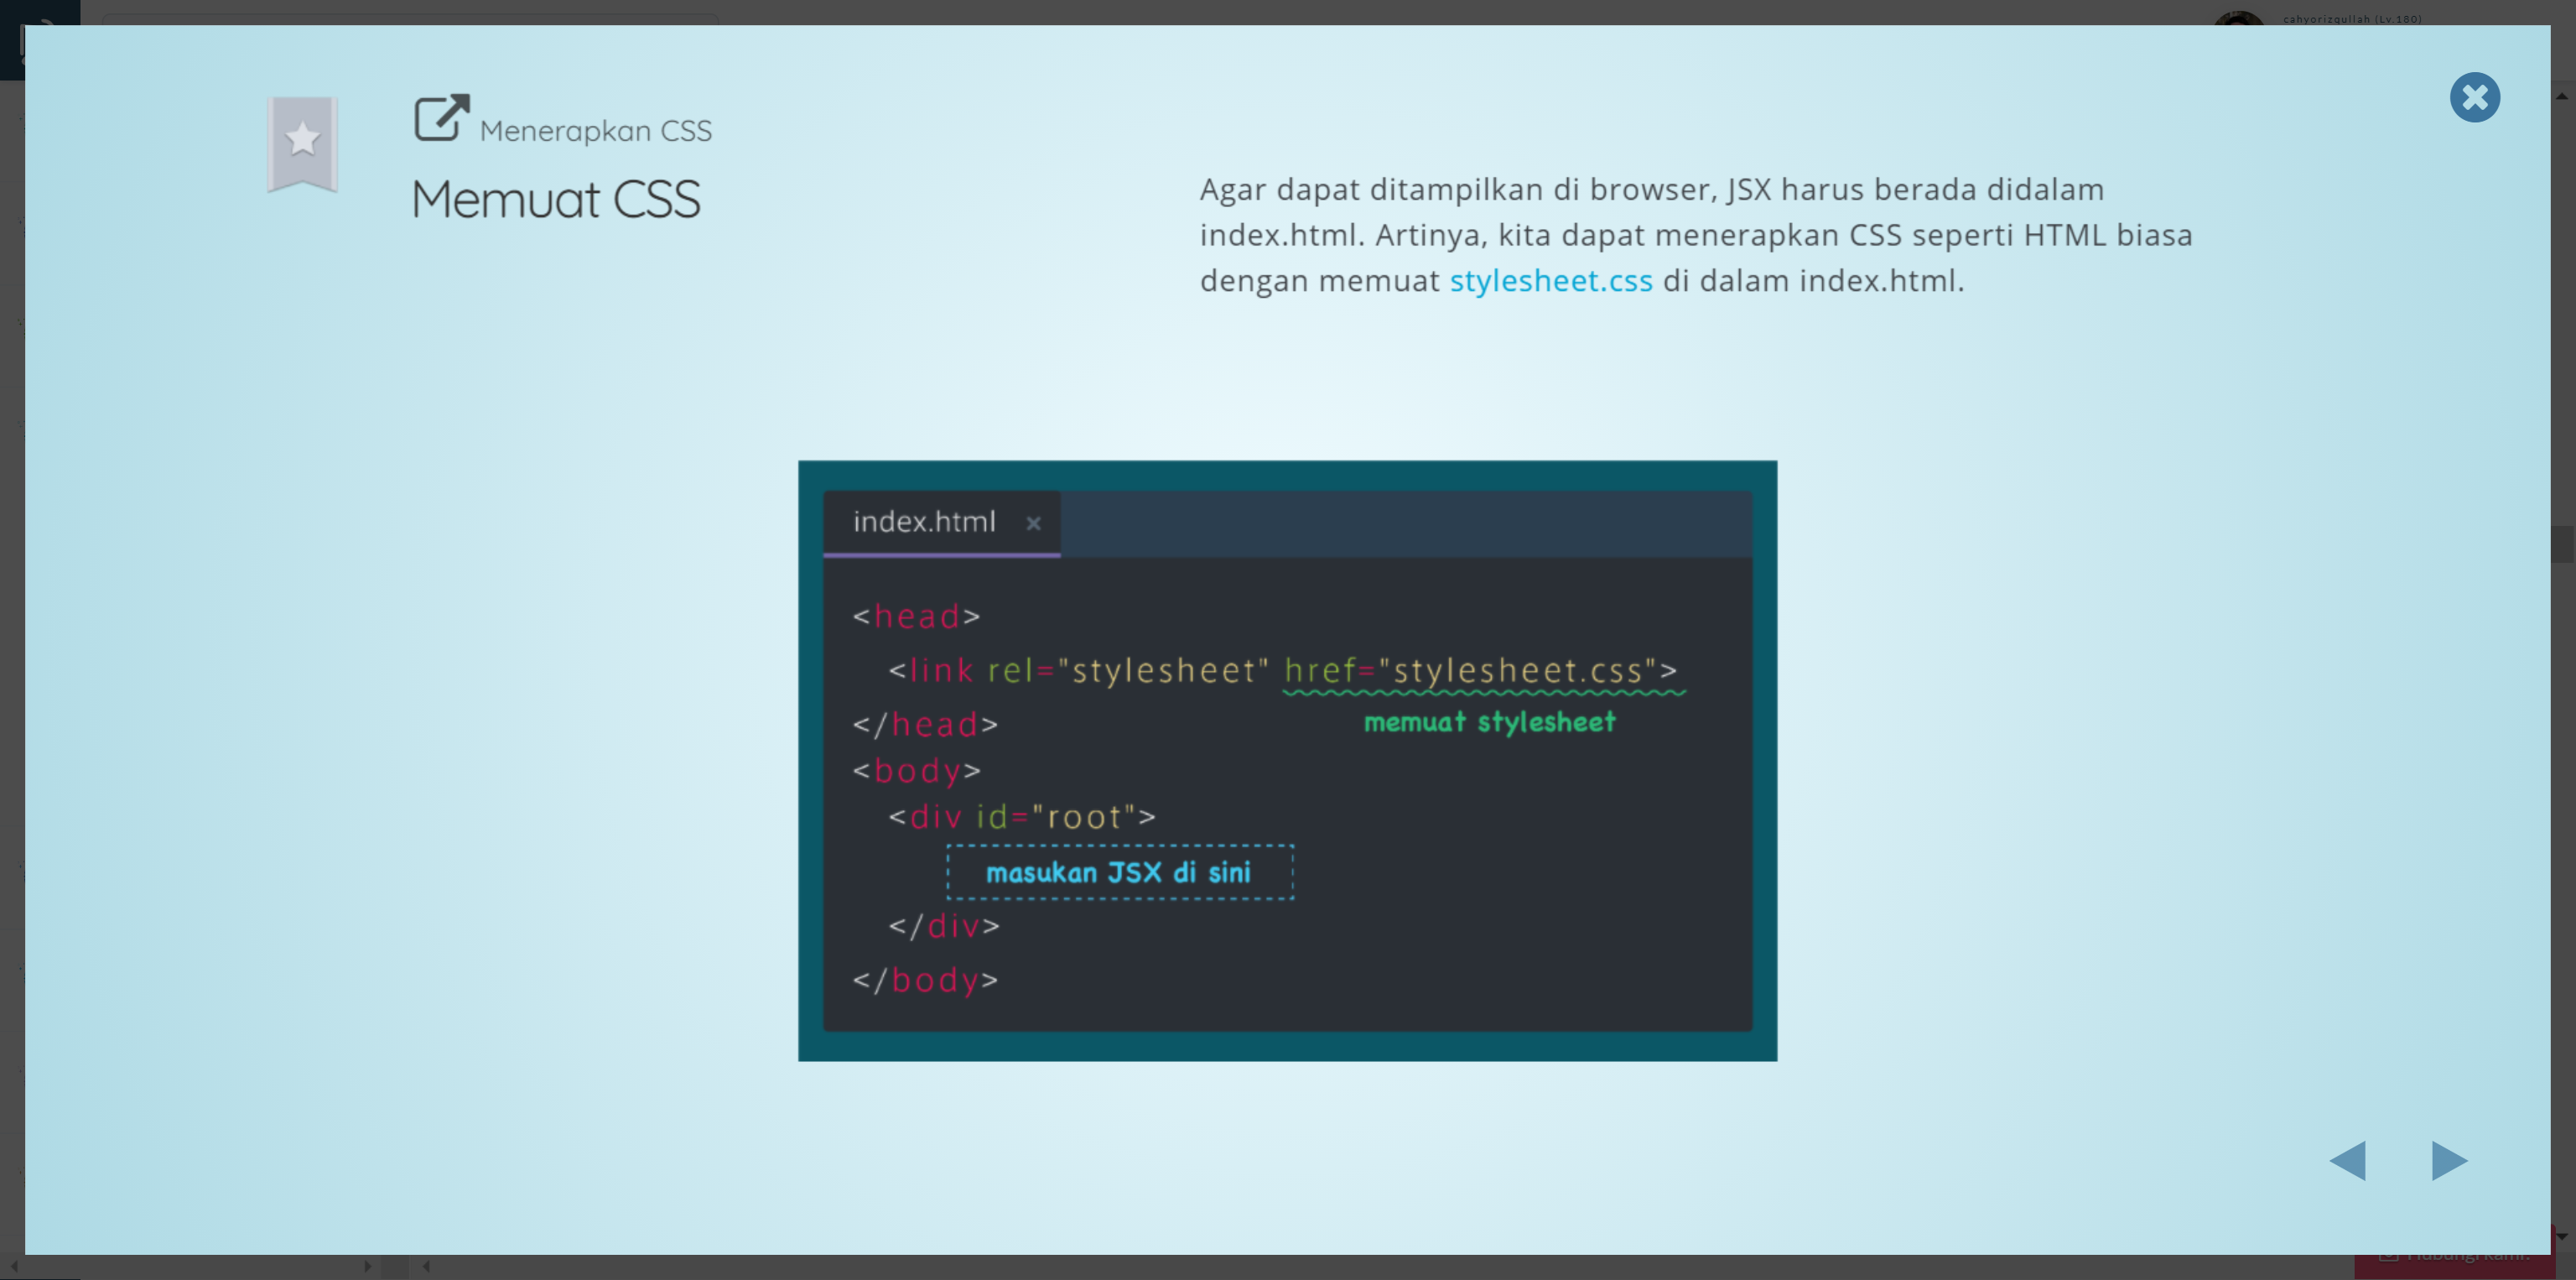 cahyorizqullah (Lv.180)
Menerapkan CSS
Memuat CSS
Agar dapat ditampilkan di browser, JSX harus berada didalam
index.html. Artinya, kita dapat menerapkan CSS seperti HTML biasa
dengan memuat stylesheet.css di dalam index.html.
index.html ×
<head>
<link rel="stylesheet" href="stylesheet.css">
</head>
memuat stylesheet
<body>
<div id="root">
masukan JSX di sini
</div>
</body>
Hubungi kami